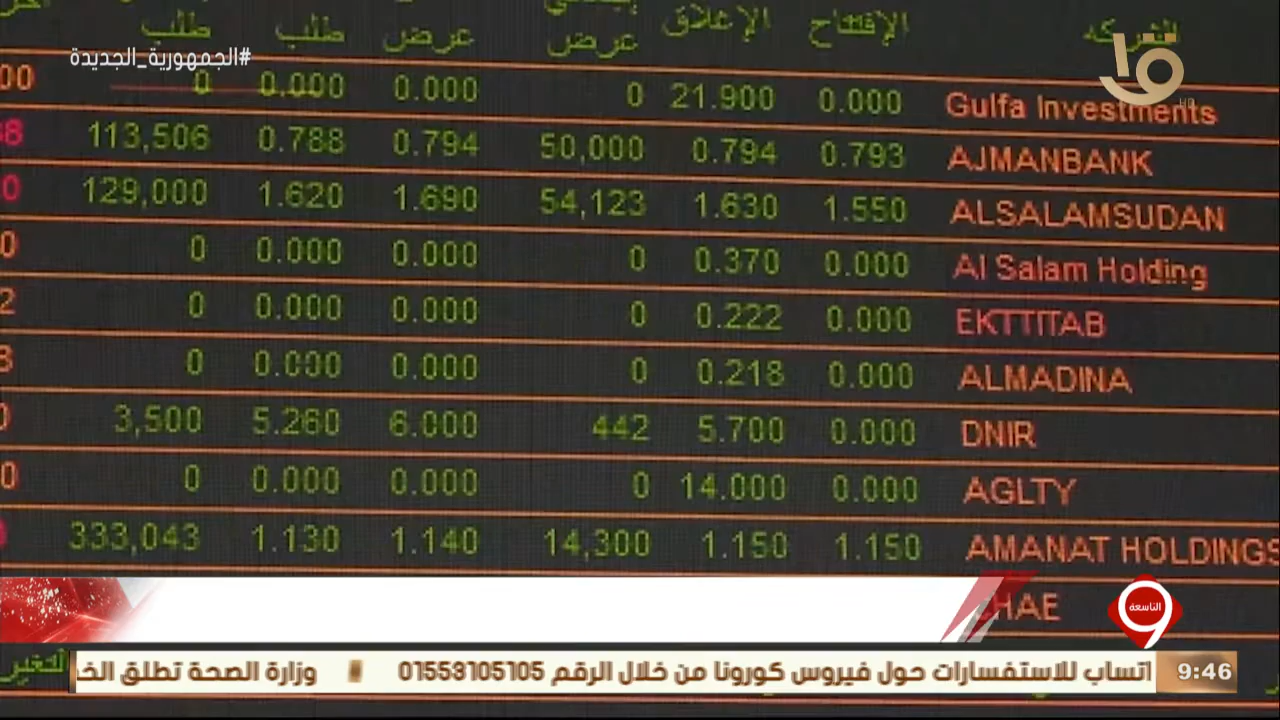 #الجمهورية_الجديدة
الشركه الإفتتاح الإغلاق عرض عرض طلب طلب
Gulfa Investments 0.000 21.900 0 0.000 0.000 0
AJMANBANK 0.793 0.794 50,000 0.794 0.788 113,506
ALSALAMSUDAN 1.550 1.630 54,123 1.690 1.620 129,000
Al Salam Holding 0.000 0.370 0 0.000 0.000 0
EKTTITAB 0.000 0.222 0 0.000 0.000 0
ALMADINA 0.000 0.218 0 0.000 0.000 0
DNIR 0.000 5.700 442 6.000 5.260 3,500
AGLTY 0.000 14.000 0 0.000 0.000 0
AMANAT HOLDINGS 1.150 1.150 14,300 1.140 1.130 333,043
التاسعة 9
9:46 اتساب للاستفسارات حول فيروس كورونا من خلال الرقم 01553105105 وزارة الصحة تطلق